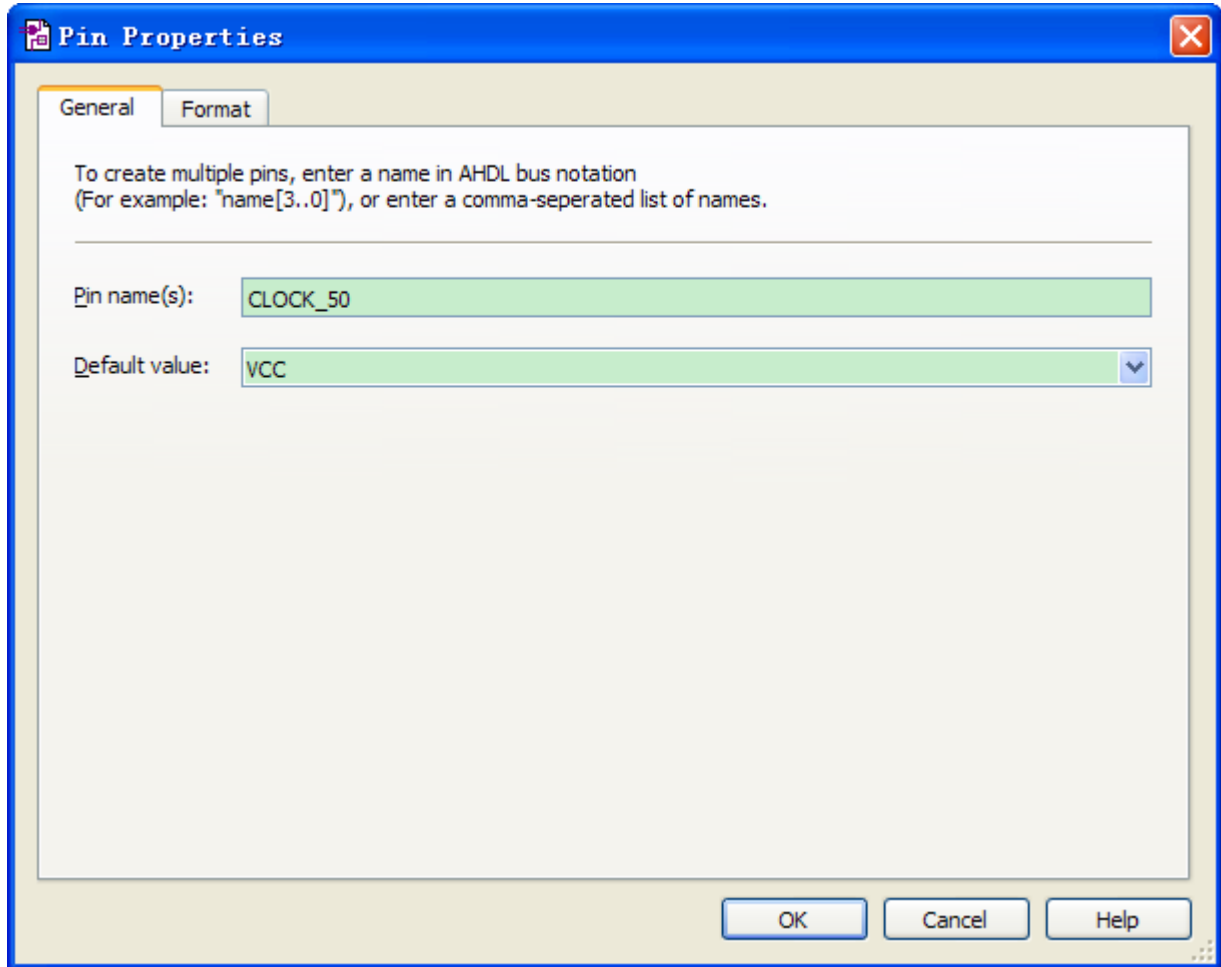 Pin Properties
General
Format
To create multiple pins, enter a name in AHDL bus notation
(For example: "name[3..0]"), or enter a comma-seperated list of names.
Pin name(s):
CLOCK_50
Default value:
VCC
OK
Cancel
Help